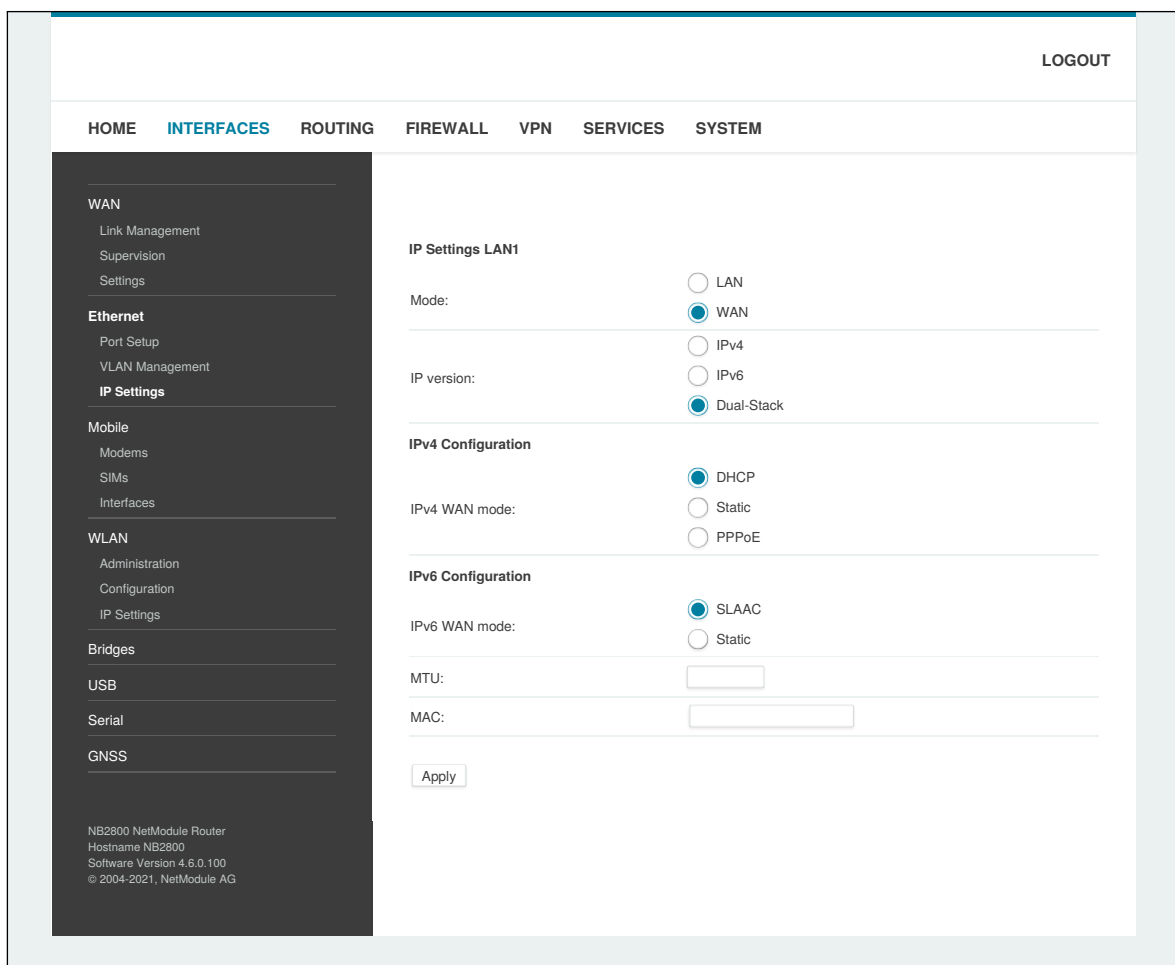 LOGOUT
HOME INTERFACES ROUTING FIREWALL VPN SERVICES SYSTEM
WAN
Link Management
Supervision
Settings
Ethernet
Port Setup
VLAN Management
IP Settings
Mobile
Modems
SIMs
Interfaces
WLAN
Administration
Configuration
IP Settings
Bridges
USB
Serial
GNSS
NB2800 NetModule Router
Hostname NB2800
Software Version 4.6.0.100
© 2004-2021, NetModule AG
IP Settings LAN1
Mode:
LAN
WAN
IP version:
IPv4
IPv6
Dual-Stack
IPv4 Configuration
IPv4 WAN mode:
DHCP
Static
PPPoE
IPv6 Configuration
IPv6 WAN mode:
SLAAC
Static
MTU:
MAC:
Apply